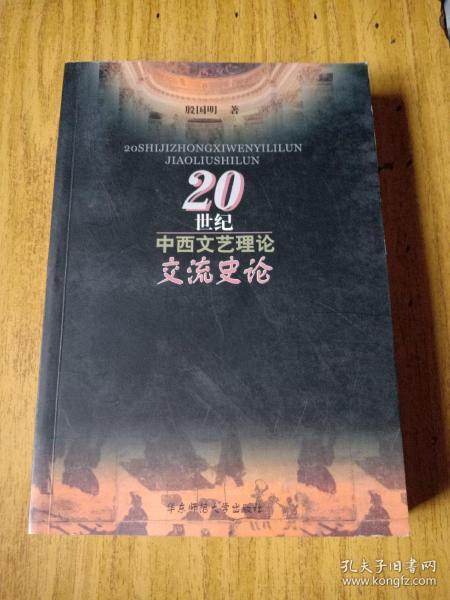 殷国明 著
20SHIJIZHONGXIWENYILILUN
JIAOLIUSHILUN
20
世纪
中西文艺理论
交流史论
华东师范大学出版社
孔夫子旧书网
www.kongfz.com